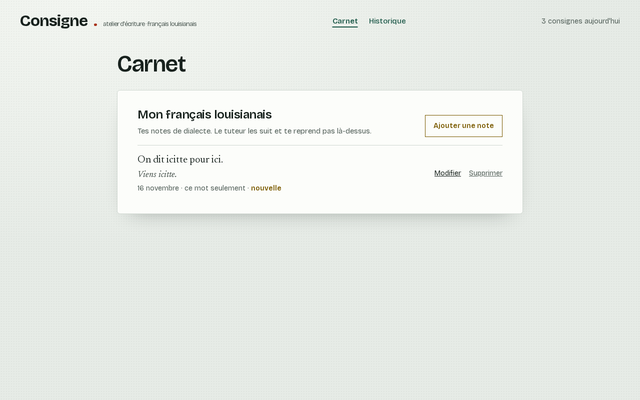 Consigne . atelier d'écriture · français louisianais
Carnet Historique
3 consignes aujourd'hui
Carnet
Mon français louisianais
Tes notes de dialecte. Le tuteur les suit et te reprend pas là-dessus.
Ajouter une note
On dit icitte pour ici.
Viens icitte.
16 novembre · ce mot seulement · nouvelle
Modifier Supprimer